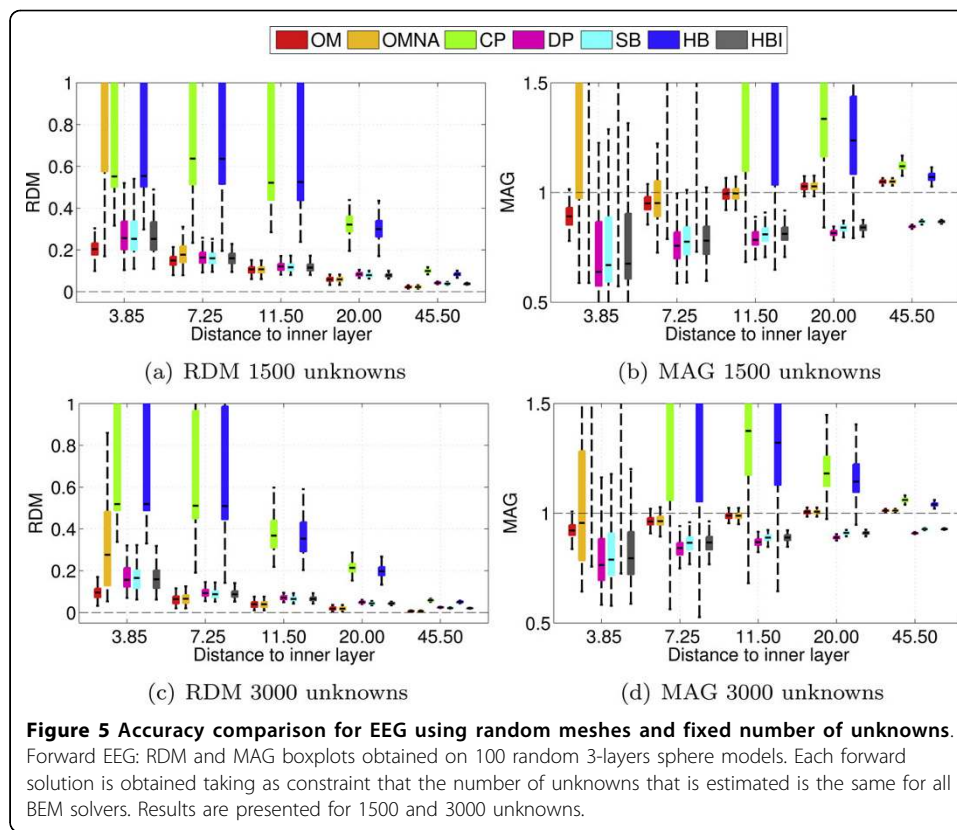 OM OMNA CP DP SB HB HBI
1
0.8
0.6
0.4
0.2
0
RDM
3.85 7.25 11.50 20.00 45.50
Distance to inner layer
(a) RDM 1500 unknowns
1.5
1
0.5
MAG
3.85 7.25 11.50 20.00 45.50
Distance to inner layer
(b) MAG 1500 unknowns
1
0.8
0.6
0.4
0.2
0
RDM
3.85 7.25 11.50 20.00 45.50
Distance to inner layer
(c) RDM 3000 unknowns
1.5
1
0.5
MAG
3.85 7.25 11.50 20.00 45.50
Distance to inner layer
(d) MAG 3000 unknowns
Figure 5 Accuracy comparison for EEG using random meshes and fixed number of unknowns.
Forward EEG: RDM and MAG boxplots obtained on 100 random 3-layers sphere models. Each forward
solution is obtained taking as constraint that the number of unknowns that is estimated is the same for all
BEM solvers. Results are presented for 1500 and 3000 unknowns.